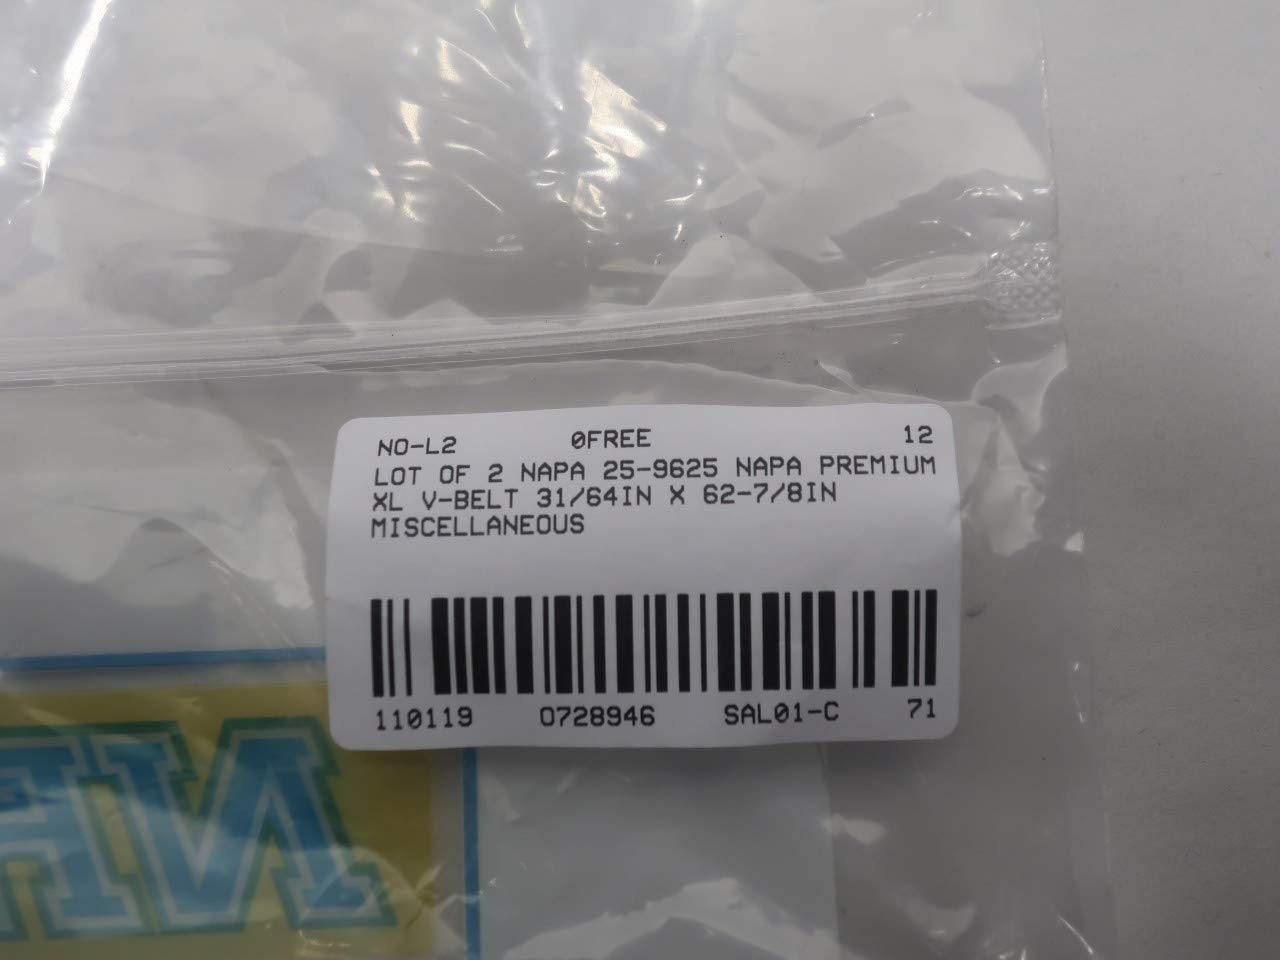 NO-L2 0FREE 12
LOT OF 2 NAPA 25-9625 NAPA PREMIUM
XL V-BELT 31/64IN X 62-7/8IN
MISCELLANEOUS
110119 0728946 SAL01-C 71